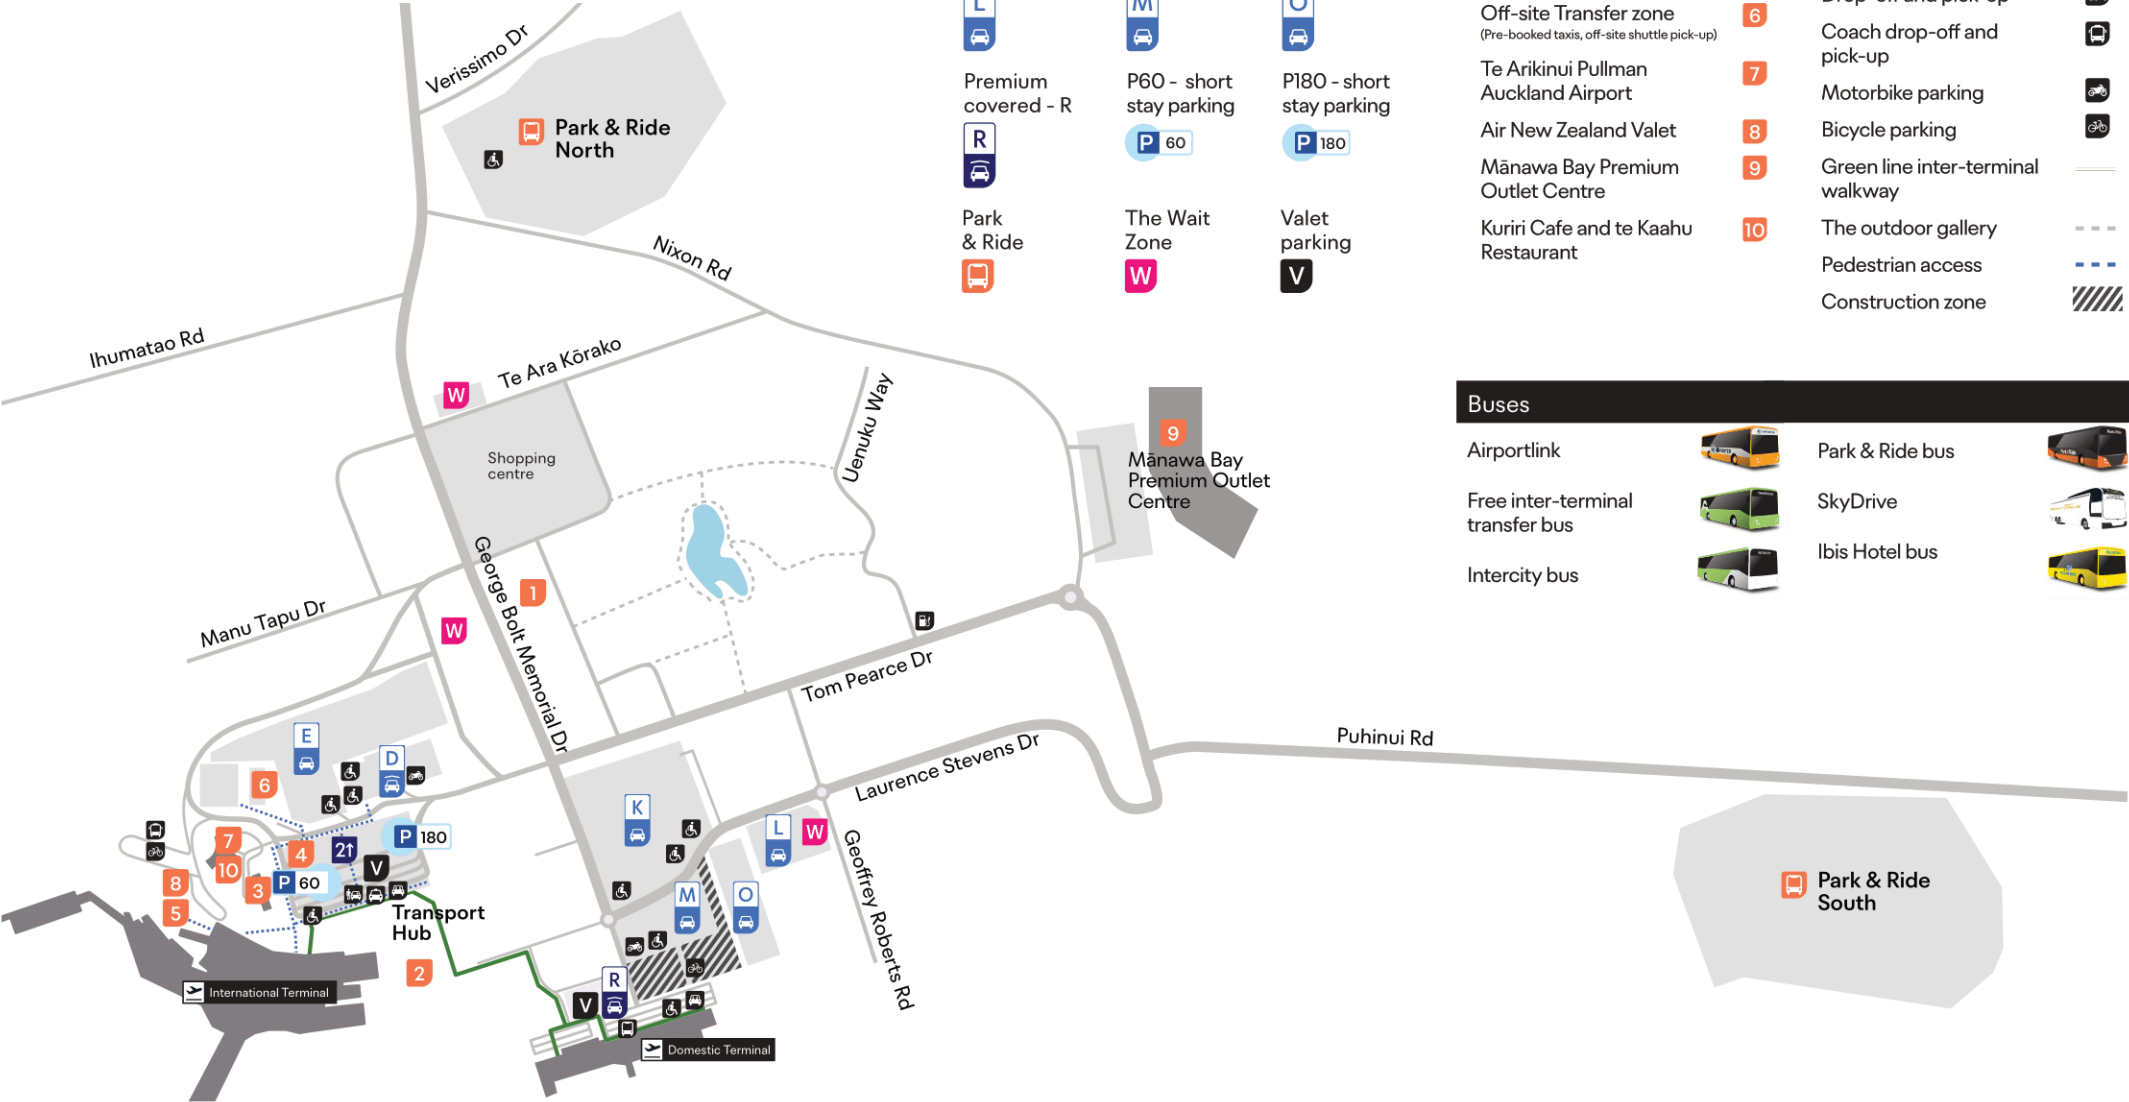 L
M
O
Premium
covered - R
R
P60 - short
stay parking
P 60
P180 - short
stay parking
P 180
Park
& Ride
The Wait
Zone
W
Valet
parking
V
Off-site Transfer zone
(Pre-booked taxis, off-site shuttle pick-up)
6
Te Arikinui Pullman
Auckland Airport
7
Air New Zealand Valet
8
Mānawa Bay Premium
Outlet Centre
9
Kuriri Cafe and te Kaahu
Restaurant
10
Drop-off and pick-up
Coach drop-off and
pick-up
Motorbike parking
Bicycle parking
Green line inter-terminal
walkway
The outdoor gallery
Pedestrian access
Construction zone
Buses
Airportlink
Free inter-terminal
transfer bus
Intercity bus
Park & Ride bus
SkyDrive
Ibis Hotel bus
Verissimo Dr
Park & Ride
North
Nixon Rd
Ihumatao Rd
Te Ara Kōrako
W
Shopping
centre
Uenuku Way
9
Mānawa Bay
Premium Outlet
Centre
George Bolt Memorial Dr
1
Manu Tapu Dr
W
Tom Pearce Dr
Laurence Stevens Dr
Puhinui Rd
E
D
6
K
L
W
Geoffrey Roberts Rd
7
10
4
2↑
P 180
V
8
3
P 60
5
Transport
Hub
2
M
O
International Terminal
R
V
Domestic Terminal
Park & Ride
South